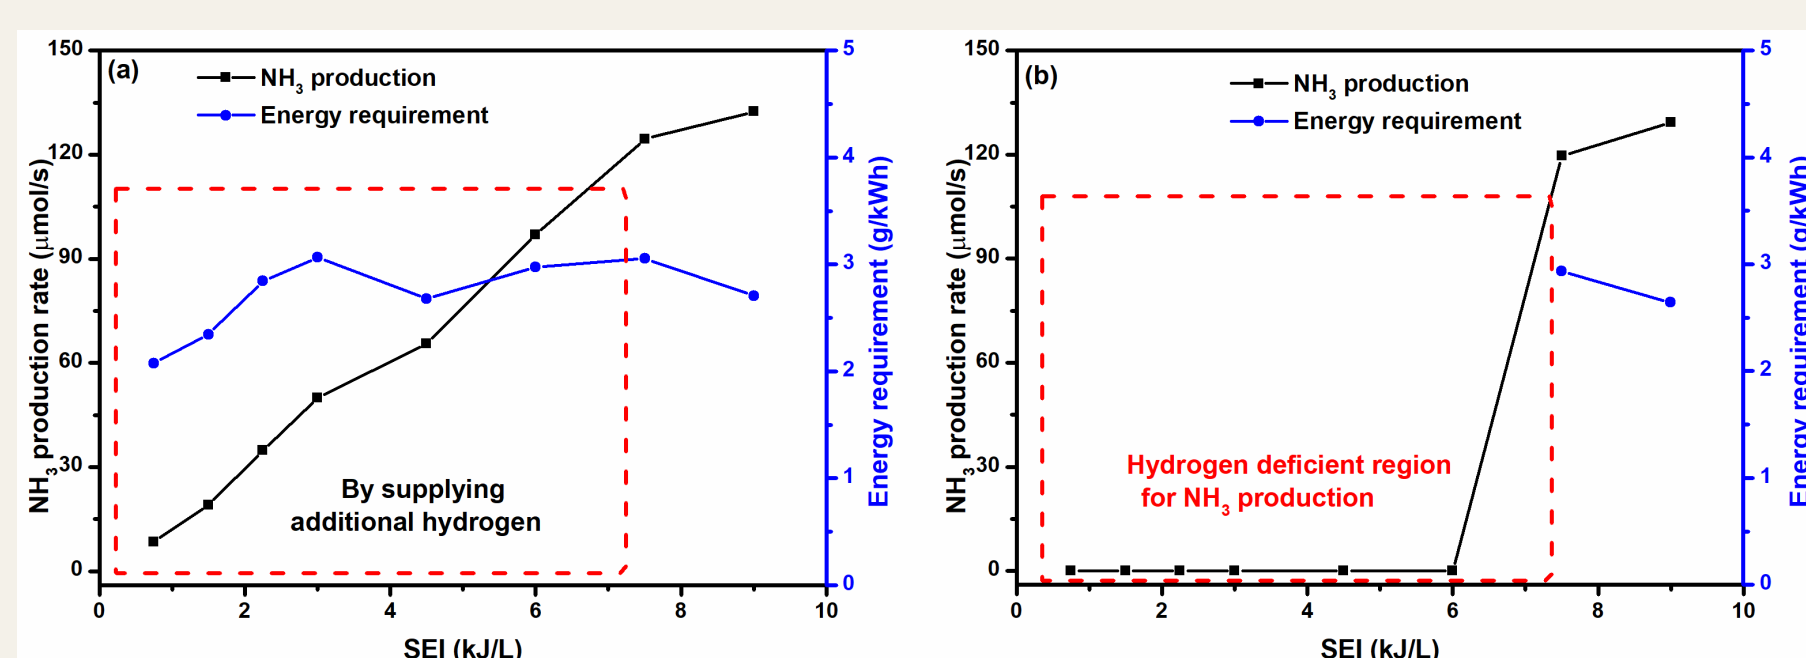 (a)
NH3 production
Energy requirement
150
120
90
60
30
0
NH3 production rate (μmol/s)
5
4
3
2
1
0
Energy requirement (g/kWh)
By supplying
additional hydrogen
0 2 4 6 8 10
SEI (kJ/L)
(b)
NH3 production
Energy requirement
150
120
90
60
30
0
NH3 production rate (μmol/s)
5
4
3
2
1
0
Energy requirement (g/kWh)
Hydrogen deficient region
for NH3 production
0 2 4 6 8 10
SEI (kJ/L)